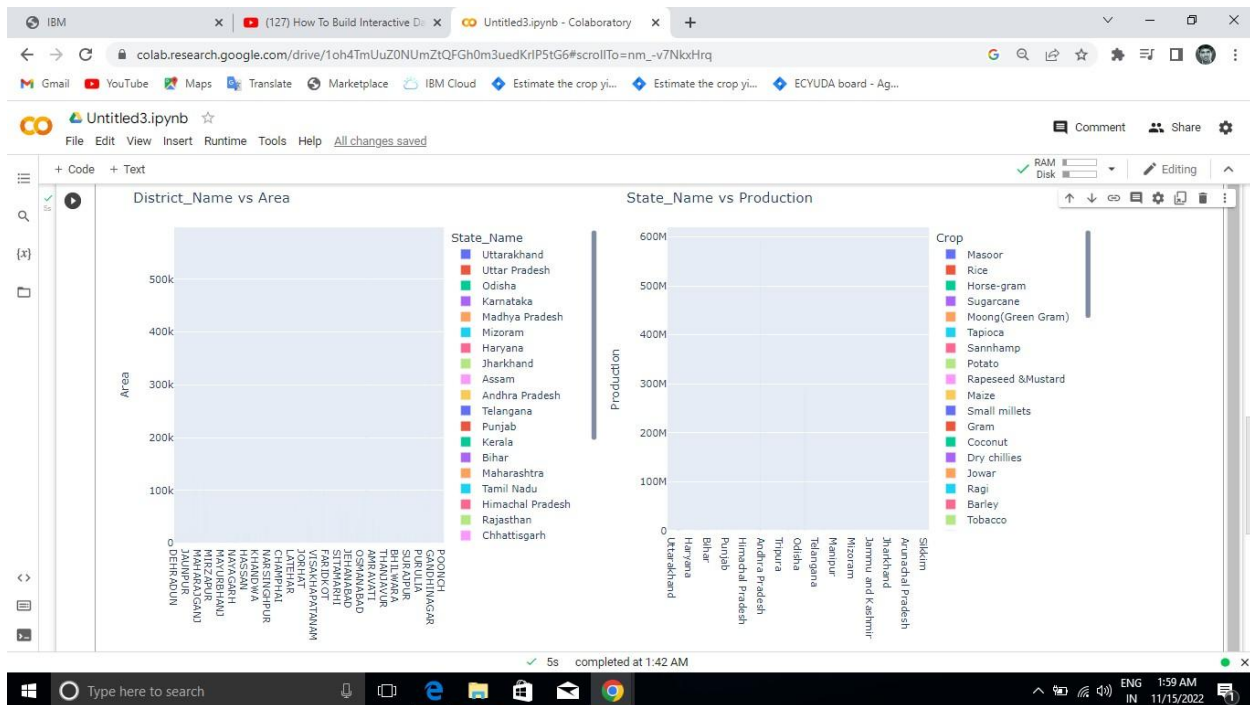 IBM
(127) How To Build Interactive Da
Untitled3.ipynb - Colaboratory
colab.research.google.com/drive/1oh4TmUuZ0NUmZtQFGh0m3uedKrIP5tG6#scrollTo=nm_-v7NkxHrq
Gmail YouTube Maps Translate Marketplace IBM Cloud Estimate the crop yi... Estimate the crop yi... ECYUDA board - Ag...
Untitled3.ipynb
Comment Share
File Edit View Insert Runtime Tools Help All changes saved
+ Code + Text
RAM
Disk
Editing
5s
{x}
District_Name vs Area
State_Name
Uttarakhand
Uttar Pradesh
Odisha
Karnataka
Madhya Pradesh
Mizoram
Haryana
Jharkhand
Assam
Andhra Pradesh
Telangana
Punjab
Kerala
Bihar
Maharashtra
Tamil Nadu
Himachal Pradesh
Rajasthan
Chhattisgarh
500k
400k
300k
200k
100k
0
Area
DEHRADUN
JAUNPUR
MAHARAJGANJ
MIRZAPUR
MAYURBHANJ
NAYAGARH
HASSAN
KHANDWA
NARSINGHPUR
CHAMPHAI
LATEHAR
JORHAT
VISAKHAPATANAM
FARIDKOT
SITAMARHI
JEHANABAD
OSMANABAD
AMRAVATI
THANJAVUR
BHILWARA
SURAJPUR
PURULIA
GANDHINAGAR
POONCH
State_Name vs Production
Crop
Masoor
Rice
Horse-gram
Sugarcane
Moong(Green Gram)
Tapioca
Sannhamp
Potato
Rapeseed &Mustard
Maize
Small millets
Gram
Coconut
Dry chillies
Jowar
Ragi
Barley
Tobacco
600M
500M
400M
300M
200M
100M
0
Production
Uttarakhand
Haryana
Bihar
Punjab
Himachal Pradesh
Andhra Pradesh
Tripura
Odisha
Telangana
Manipur
Mizoram
Jammu and Kashmir
Jharkhand
Arunachal Pradesh
Sikkim
5s completed at 1:42 AM
Type here to search
ENG
IN
1:59 AM
11/15/2022